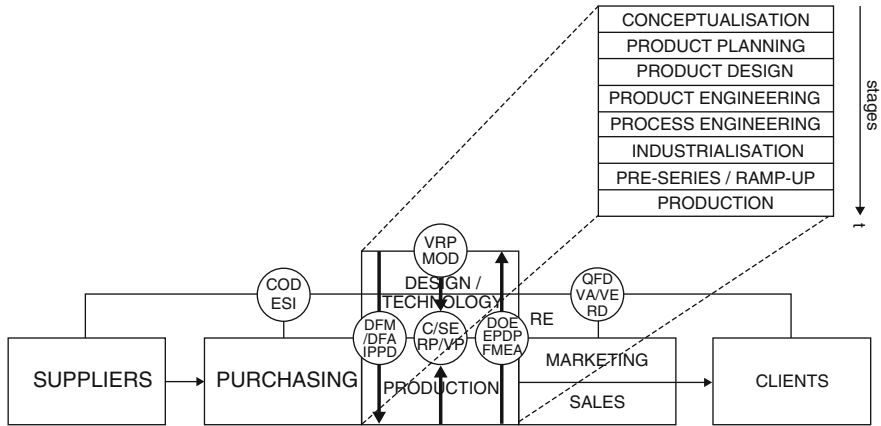 CONCEPTUALISATION
PRODUCT PLANNING
PRODUCT DESIGN
PRODUCT ENGINEERING
PROCESS ENGINEERING
INDUSTRIALISATION
PRE-SERIES / RAMP-UP
PRODUCTION
stages
t
VRP
MOD
COD
ESI
DESIGN /
TECHNOLOGY
QFD
VA/VE
RD
DFM
/DFA
IPPD
C/SE
RP/VP
DOE
EPDP
FMEA
RE
SUPPLIERS
PURCHASING
PRODUCTION
MARKETING
SALES
CLIENTS